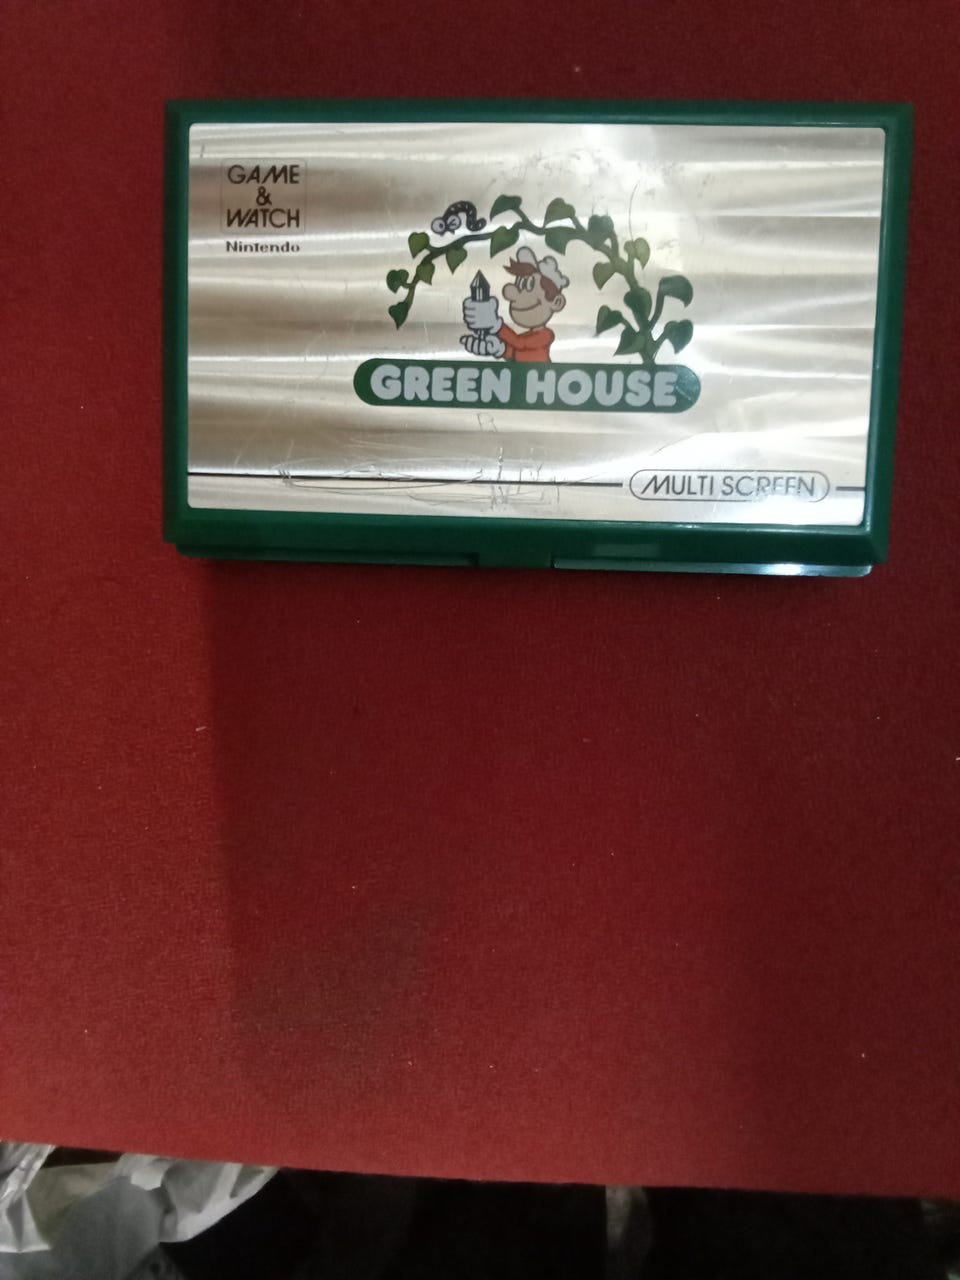 GAME
&
WATCH
Nintendo
GREEN HOUSE
MULTI SCREEN